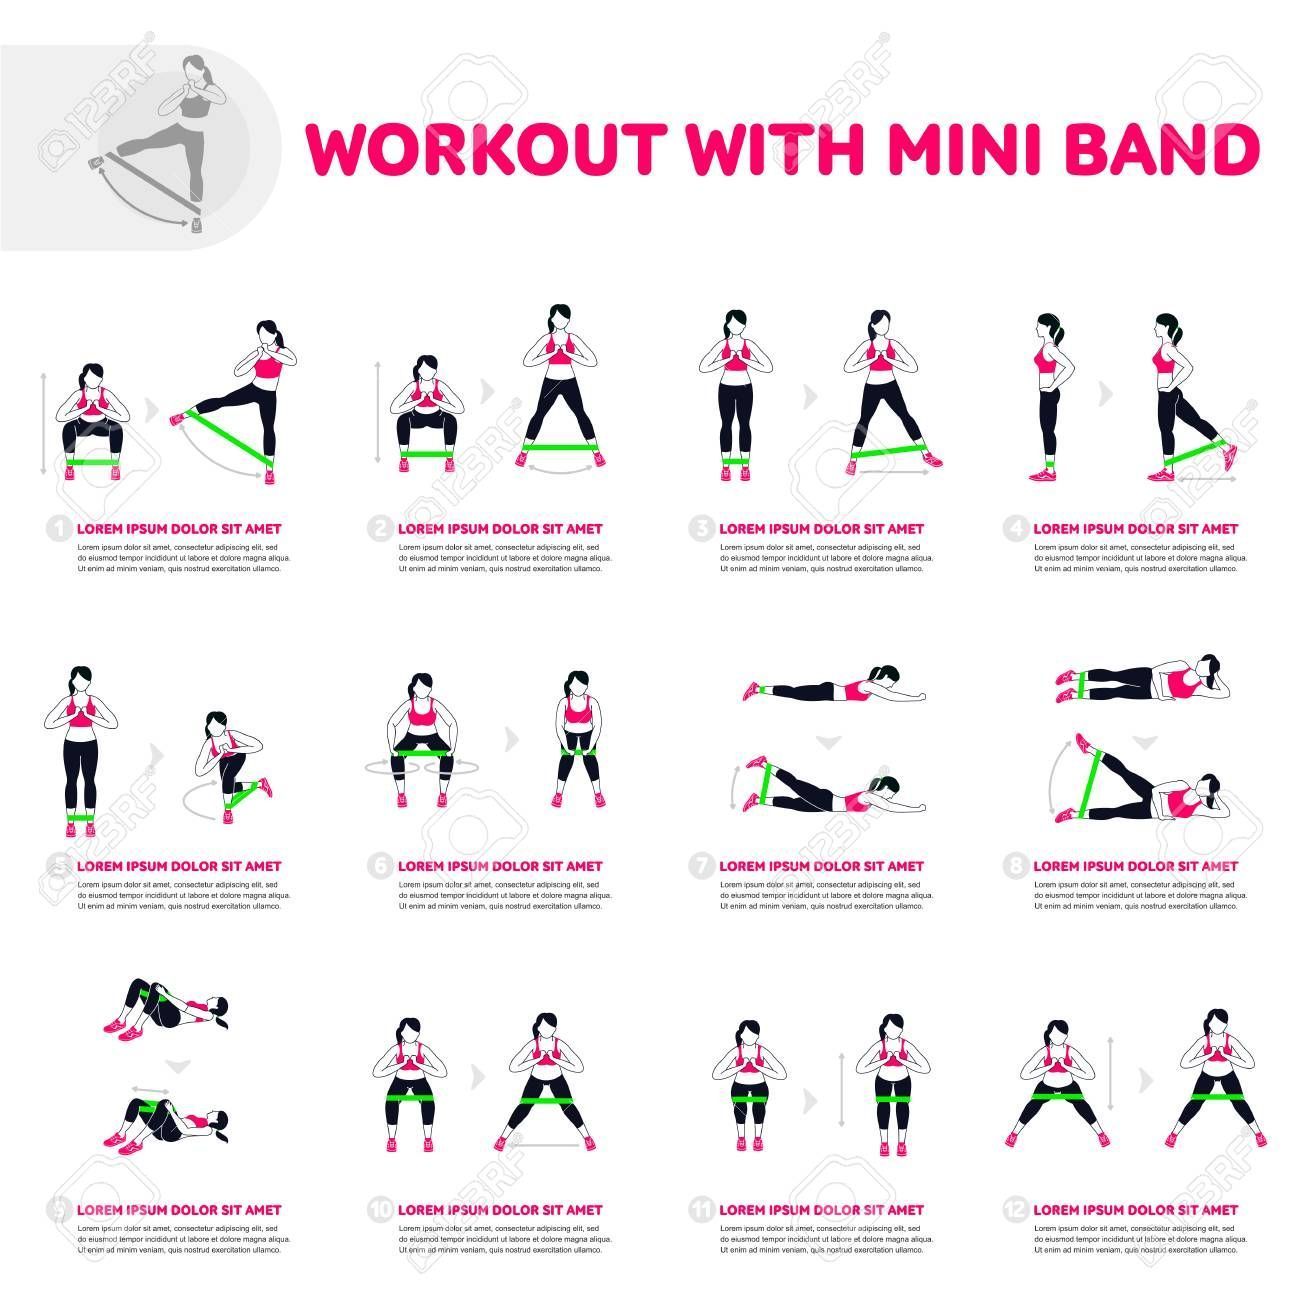 WORKOUT WITH MINI BAND
1 LOREM IPSUM DOLOR SIT AMET
Lorem ipsum dolor sit amet, consectetur adipiscing elit, sed
do eiusmod tempor incididunt ut labore et dolore magna aliqua.
Ut enim ad minim veniam, quis nostrud exercitation ullamco.
2 LOREM IPSUM DOLOR SIT AMET
Lorem ipsum dolor sit amet, consectetur adipiscing elit, sed
do eiusmod tempor incididunt ut labore et dolore magna aliqua.
Ut enim ad minim veniam, quis nostrud exercitation ullamco.
3 LOREM IPSUM DOLOR SIT AMET
Lorem ipsum dolor sit amet, consectetur adipiscing elit, sed
do eiusmod tempor incididunt ut labore et dolore magna aliqua.
Ut enim ad minim veniam, quis nostrud exercitation ullamco.
4 LOREM IPSUM DOLOR SIT AMET
Lorem ipsum dolor sit amet, consectetur adipiscing elit, sed
do eiusmod tempor incididunt ut labore et dolore magna aliqua.
Ut enim ad minim veniam, quis nostrud exercitation ullamco.
5 LOREM IPSUM DOLOR SIT AMET
Lorem ipsum dolor sit amet, consectetur adipiscing elit, sed
do eiusmod tempor incididunt ut labore et dolore magna aliqua.
Ut enim ad minim veniam, quis nostrud exercitation ullamco.
6 LOREM IPSUM DOLOR SIT AMET
Lorem ipsum dolor sit amet, consectetur adipiscing elit, sed
do eiusmod tempor incididunt ut labore et dolore magna aliqua.
Ut enim ad minim veniam, quis nostrud exercitation ullamco.
7 LOREM IPSUM DOLOR SIT AMET
Lorem ipsum dolor sit amet, consectetur adipiscing elit, sed
do eiusmod tempor incididunt ut labore et dolore magna aliqua.
Ut enim ad minim veniam, quis nostrud exercitation ullamco.
8 LOREM IPSUM DOLOR SIT AMET
Lorem ipsum dolor sit amet, consectetur adipiscing elit, sed
do eiusmod tempor incididunt ut labore et dolore magna aliqua.
Ut enim ad minim veniam, quis nostrud exercitation ullamco.
9 LOREM IPSUM DOLOR SIT AMET
Lorem ipsum dolor sit amet, consectetur adipiscing elit, sed
do eiusmod tempor incididunt ut labore et dolore magna aliqua.
Ut enim ad minim veniam, quis nostrud exercitation ullamco.
10 LOREM IPSUM DOLOR SIT AMET
Lorem ipsum dolor sit amet, consectetur adipiscing elit, sed
do eiusmod tempor incididunt ut labore et dolore magna aliqua.
Ut enim ad minim veniam, quis nostrud exercitation ullamco.
11 LOREM IPSUM DOLOR SIT AMET
Lorem ipsum dolor sit amet, consectetur adipiscing elit, sed
do eiusmod tempor incididunt ut labore et dolore magna aliqua.
Ut enim ad minim veniam, quis nostrud exercitation ullamco.
12 LOREM IPSUM DOLOR SIT AMET
Lorem ipsum dolor sit amet, consectetur adipiscing elit, sed
do eiusmod tempor incididunt ut labore et dolore magna aliqua.
Ut enim ad minim veniam, quis nostrud exercitation ullamco.
123RF